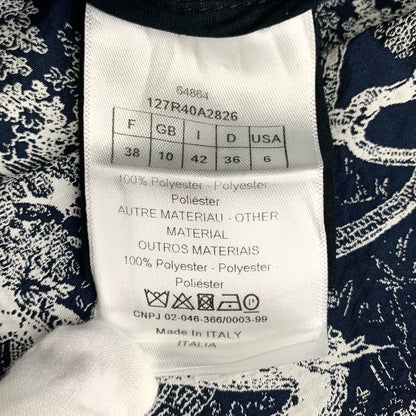 64864
127R40A2826
F GB I D USA
38 10 42 36 6
100% Polyester - Polyester
Poliéster
AUTRE MATERIAU - OTHER
MATERIAL
OUTROS MATERIAIS
100% Polyester - Polyester
Poliéster
CNPJ 02-046-366/0003-99
Made In ITALY
ITALIA